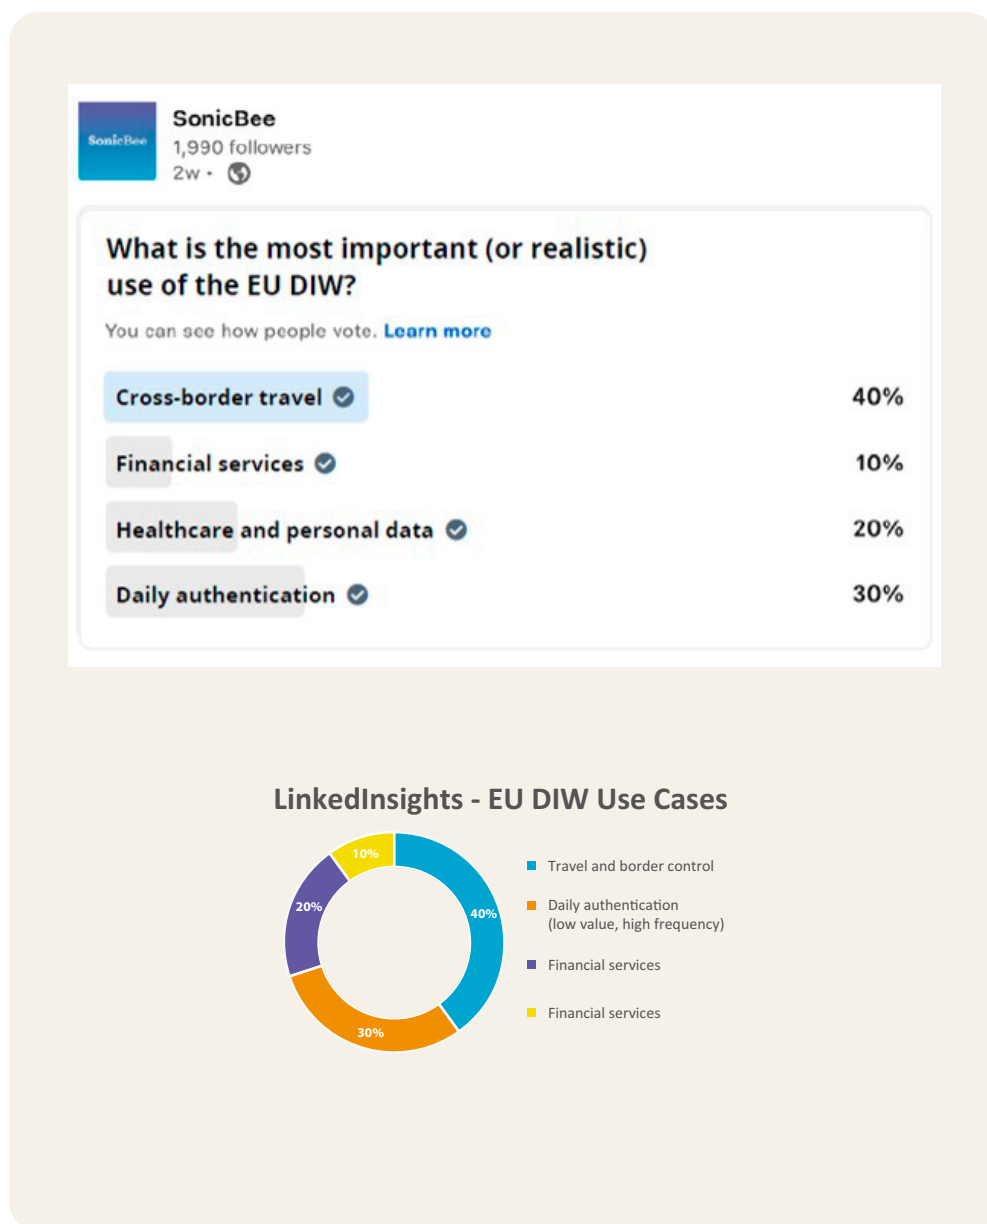 SonicBee
SonicBee
1,990 followers
2w •
What is the most important (or realistic)
use of the EU DIW?
You can see how people vote. Learn more
Cross-border travel 40%
Financial services 10%
Healthcare and personal data 20%
Daily authentication 30%
LinkedInsights - EU DIW Use Cases
10%
20%
40%
30%
Travel and border control
Daily authentication
(low value, high frequency)
Financial services
Financial services